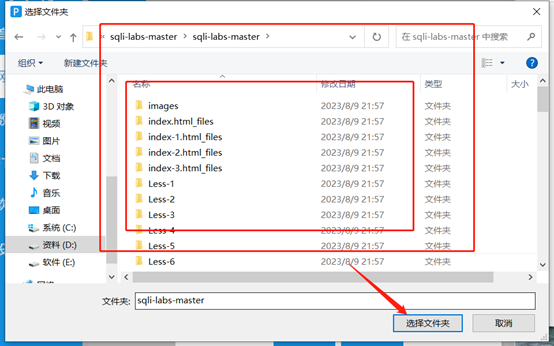 选择文件夹
« sqli-labs-master › sqli-labs-master ›
在 sqli-labs-master 中搜索
组织 新建文件夹
名称 修改日期 类型 大小
此电脑
3D 对象
视频
图片
文档
下载
音乐
桌面
系统 (C:)
资料 (D:)
软件 (E:)
images 2023/8/9 21:57 文件夹
index.html_files 2023/8/9 21:57 文件夹
index-1.html_files 2023/8/9 21:57 文件夹
index-2.html_files 2023/8/9 21:57 文件夹
index-3.html_files 2023/8/9 21:57 文件夹
Less-1 2023/8/9 21:57 文件夹
Less-2 2023/8/9 21:57 文件夹
Less-3 2023/8/9 21:57 文件夹
Less-4 2023/8/9 21:57 文件夹
Less-5 2023/8/9 21:57 文件夹
Less-6 2023/8/9 21:57 文件夹
文件夹: sqli-labs-master
选择文件夹 取消